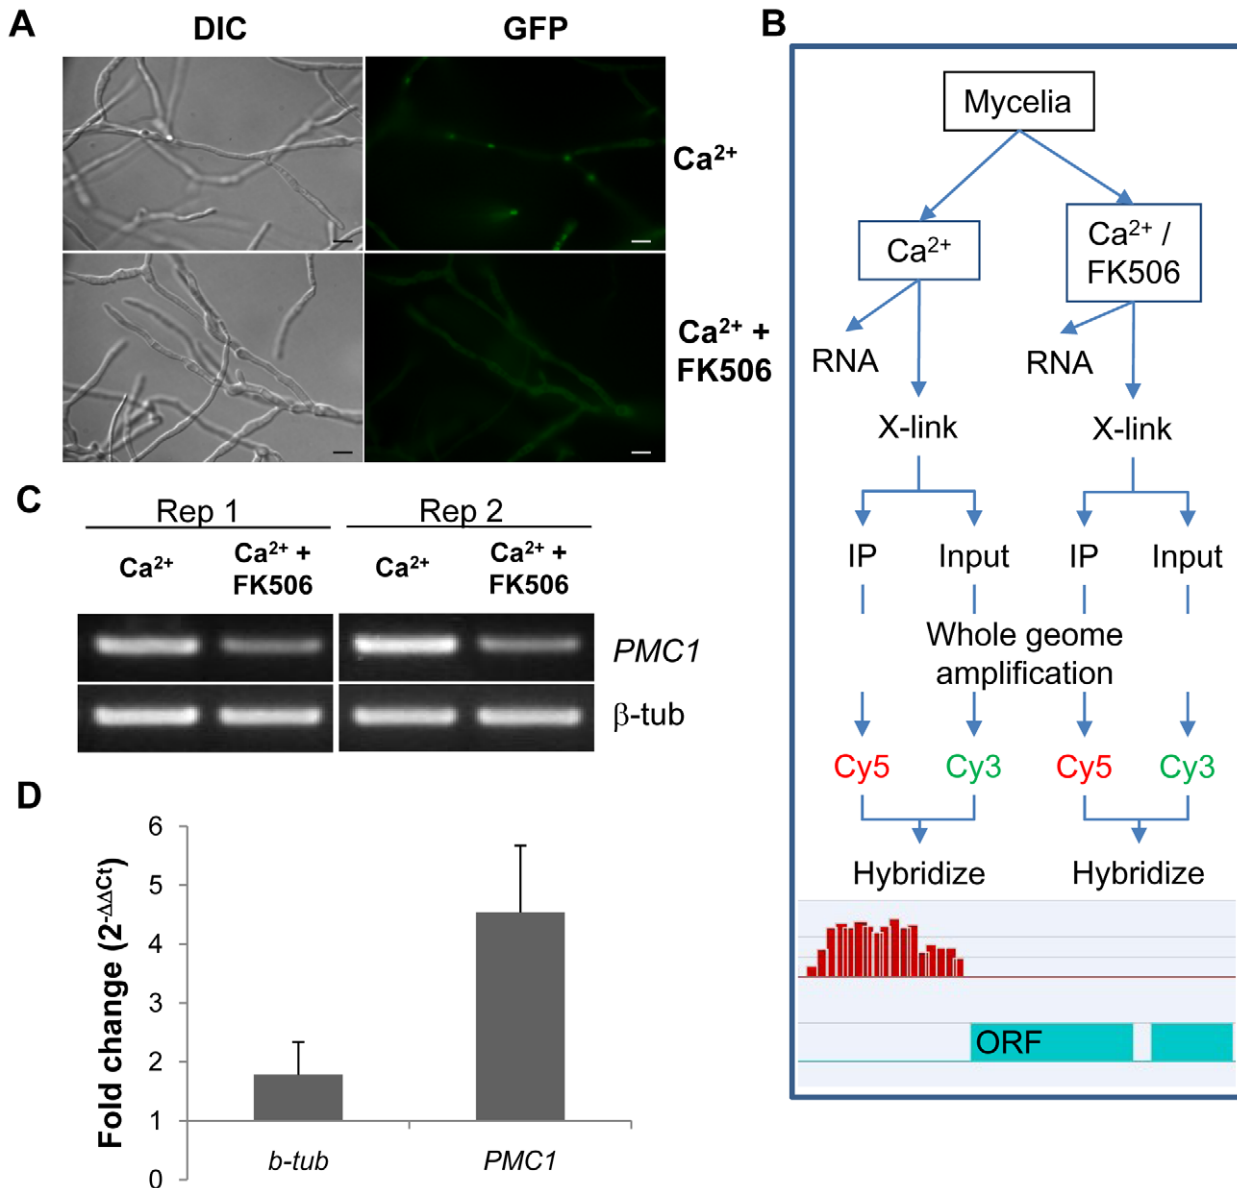 A
DIC
GFP
Ca²⁺
Ca²⁺ +
FK506
B
Mycelia
Ca²⁺
Ca²⁺ /
FK506
RNA
RNA
X-link
X-link
IP
Input
IP
Input
Whole geome
amplification
Cy5
Cy3
Cy5
Cy3
Hybridize
Hybridize
ORF
C
Rep 1
Rep 2
Ca²⁺
Ca²⁺ +
FK506
Ca²⁺
Ca²⁺ +
FK506
PMC1
β-tub
D
Fold change (2⁻ΔΔCt)
6
5
4
3
2
1
0
b-tub
PMC1